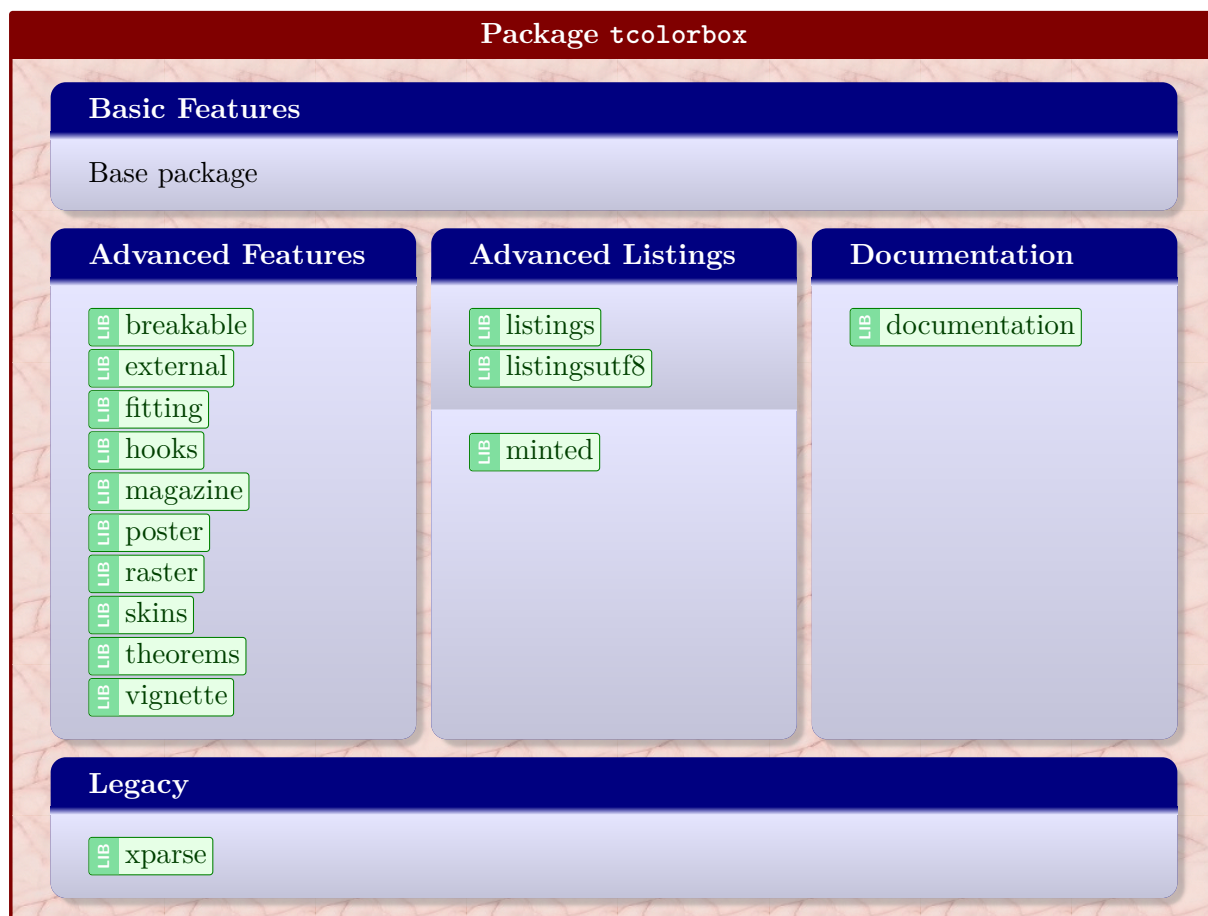 Package tcolorbox
Basic Features
Base package
Advanced Features
LIB breakable
LIB external
LIB fitting
LIB hooks
LIB magazine
LIB poster
LIB raster
LIB skins
LIB theorems
LIB vignette
Advanced Listings
LIB listings
LIB listingsutf8
LIB minted
Documentation
LIB documentation
Legacy
LIB xparse